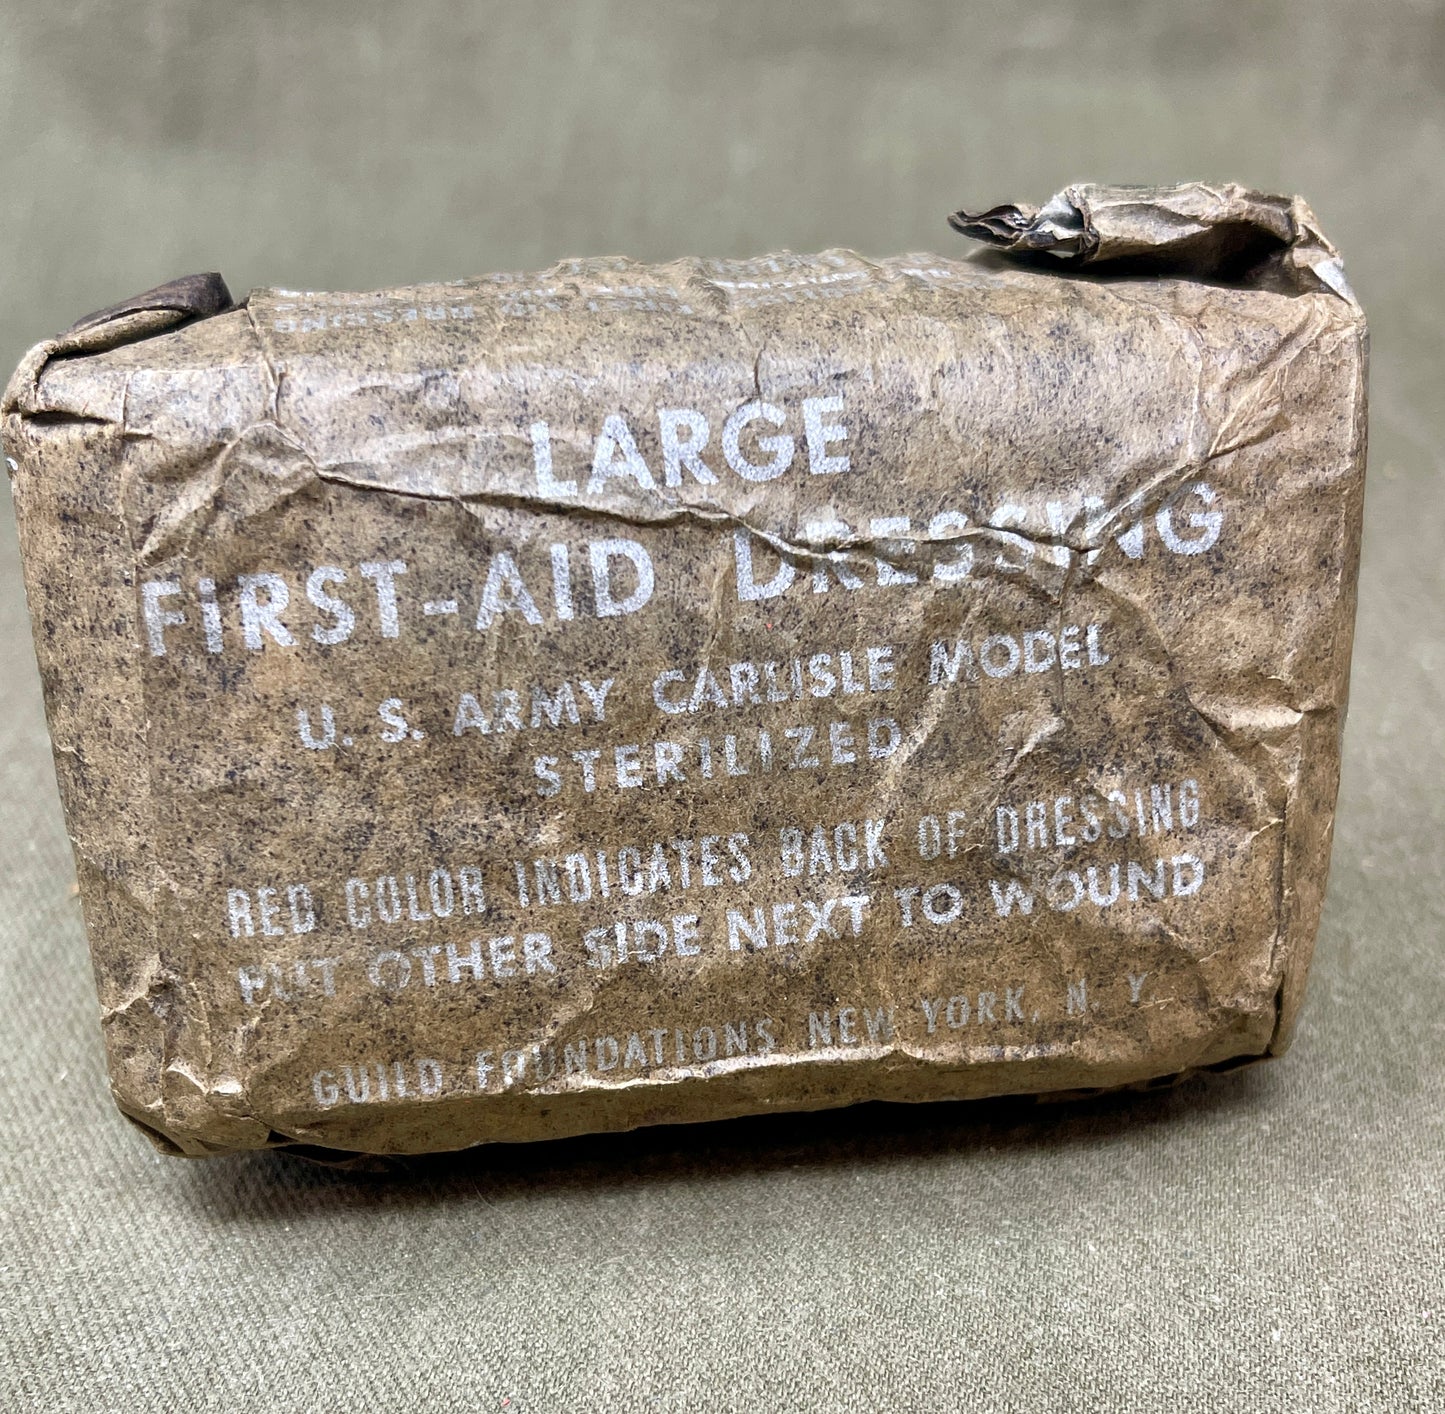 LARGE
FiRST-AID DRESSING
U. S. ARMY CARLISLE MODEL
STERILIZED
RED COLOR INDICATES BACK OF DRESSING
PUT OTHER SIDE NEXT TO WOUND
GUILD FOUNDATIONS NEW YORK, N. Y